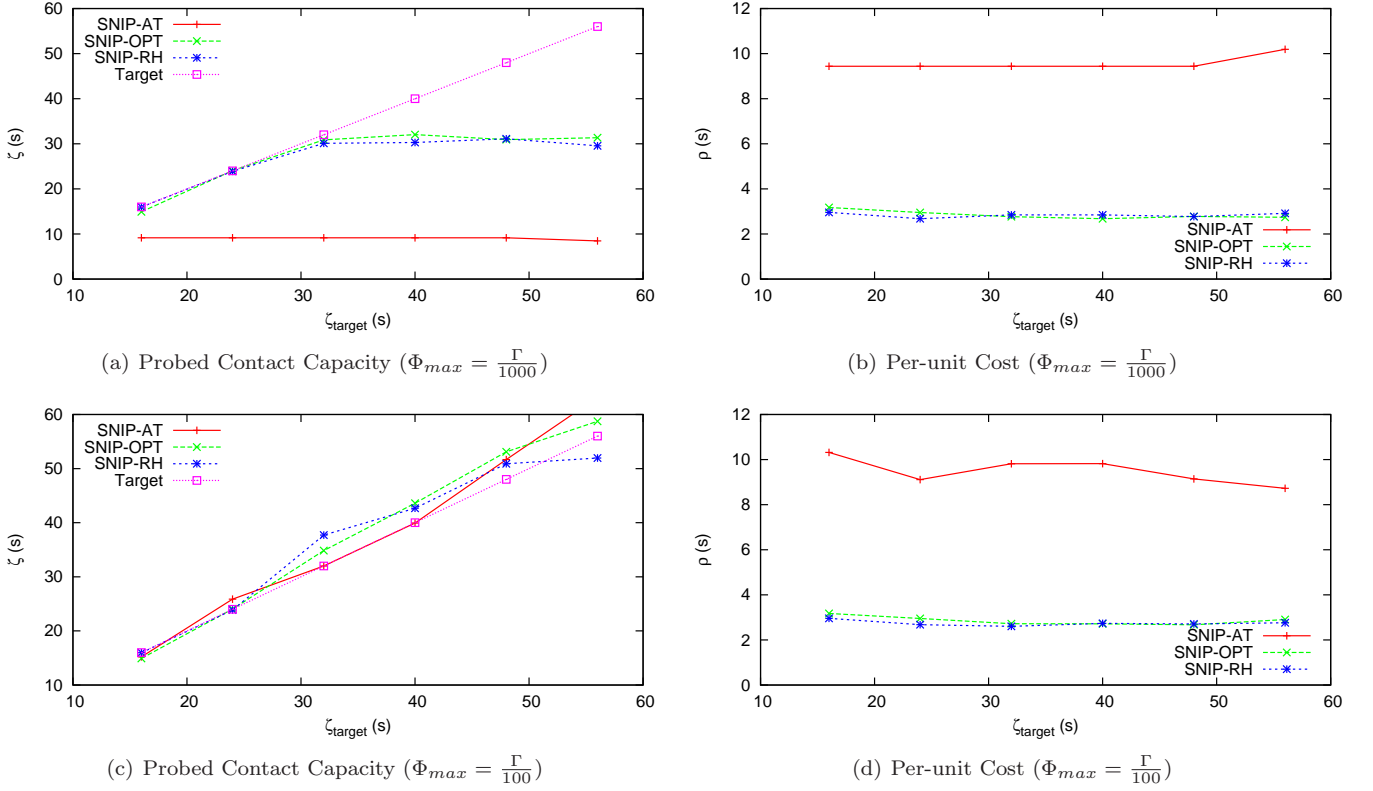 60
50
40
30
20
10
0
10 20 30 40 50 60
ζ (s)
ζtarget (s)
SNIP-AT
SNIP-OPT
SNIP-RH
Target
(a) Probed Contact Capacity (Φmax = Γ/1000)
12
10
8
6
4
2
0
10 20 30 40 50 60
ρ (s)
ζtarget (s)
SNIP-AT
SNIP-OPT
SNIP-RH
(b) Per-unit Cost (Φmax = Γ/1000)
60
50
40
30
20
10
10 20 30 40 50 60
ζ (s)
ζtarget (s)
SNIP-AT
SNIP-OPT
SNIP-RH
Target
(c) Probed Contact Capacity (Φmax = Γ/100)
12
10
8
6
4
2
0
10 20 30 40 50 60
ρ (s)
ζtarget (s)
SNIP-AT
SNIP-OPT
SNIP-RH
(d) Per-unit Cost (Φmax = Γ/100)